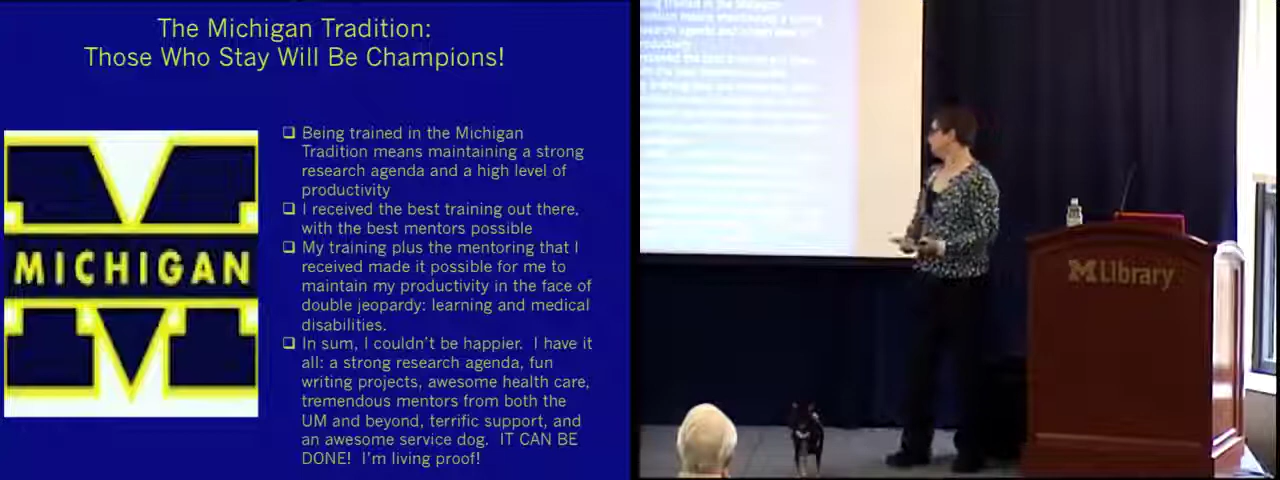 The Michigan Tradition:
Those Who Stay Will Be Champions!
MICHIGAN
❑ Being trained in the Michigan
Tradition means maintaining a strong
research agenda and a high level of
productivity
❑ I received the best training out there,
with the best mentors possible
❑ My training plus the mentoring that I
received made it possible for me to
maintain my productivity in the face of
double jeopardy: learning and medical
disabilities.
❑ In sum, I couldn't be happier.  I have it
all: a strong research agenda, fun
writing projects, awesome health care,
tremendous mentors from both the
UM and beyond, terrific support, and
an awesome service dog.  IT CAN BE
DONE!  I'm living proof!
MLibrary